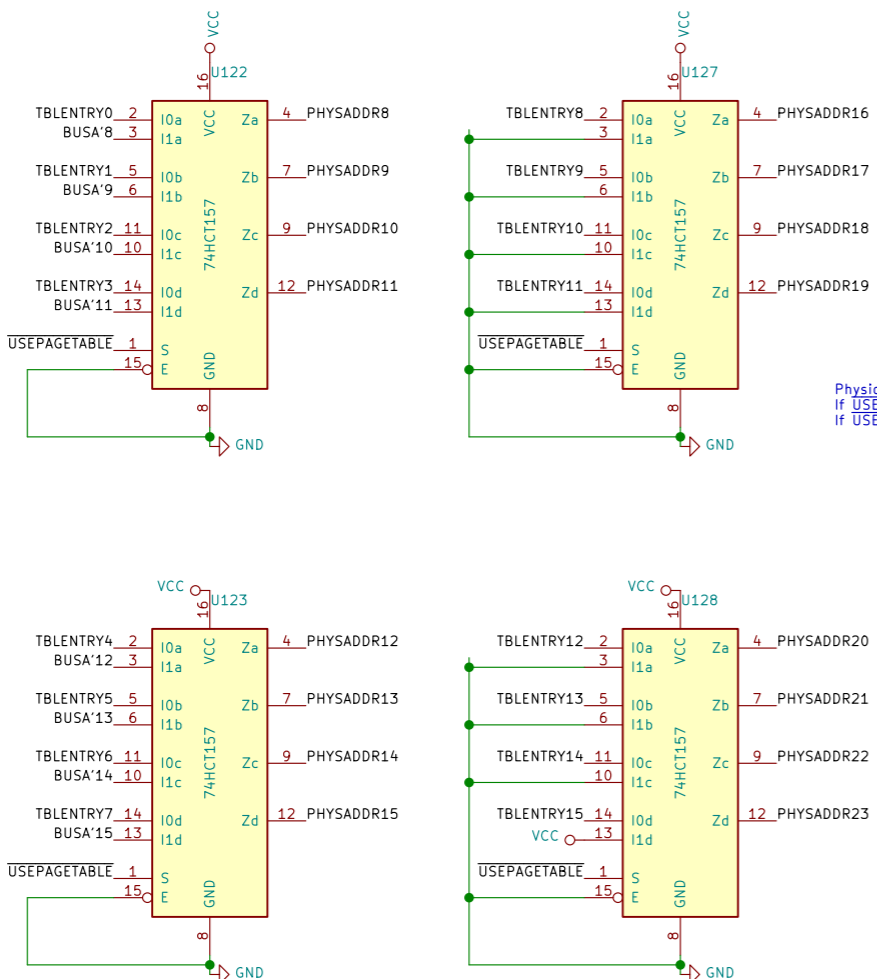 VCC
16
U122
TBLENTRY0 2 I0a VCC Za 4 PHYSADDR8
BUSA'8 3 I1a
TBLENTRY1 5 I0b Zb 7 PHYSADDR9
BUSA'9 6 I1b
74HCT157
TBLENTRY2 11 I0c Zc 9 PHYSADDR10
BUSA'10 10 I1c
TBLENTRY3 14 I0d Zd 12 PHYSADDR11
BUSA'11 13 I1d
USEPAGETABLE 1 S
15 E GND
8
GND
VCC
16
U127
TBLENTRY8 2 I0a VCC Za 4 PHYSADDR16
3 I1a
TBLENTRY9 5 I0b Zb 7 PHYSADDR17
6 I1b
74HCT157
TBLENTRY10 11 I0c Zc 9 PHYSADDR18
10 I1c
TBLENTRY11 14 I0d Zd 12 PHYSADDR19
13 I1d
USEPAGETABLE 1 S
15 E GND
8
GND
If
If
VCC
16
U123
TBLENTRY4 2 I0a VCC Za 4 PHYSADDR12
BUSA'12 3 I1a
TBLENTRY5 5 I0b Zb 7 PHYSADDR13
BUSA'13 6 I1b
74HCT157
TBLENTRY6 11 I0c Zc 9 PHYSADDR14
BUSA'14 10 I1c
TBLENTRY7 14 I0d Zd 12 PHYSADDR15
BUSA'15 13 I1d
USEPAGETABLE 1 S
15 E GND
8
GND
VCC
16
U128
TBLENTRY12 2 I0a VCC Za 4 PHYSADDR20
3 I1a
TBLENTRY13 5 I0b Zb 7 PHYSADDR21
6 I1b
74HCT157
TBLENTRY14 11 I0c Zc 9 PHYSADDR22
10 I1c
TBLENTRY15 14 I0d Zd 12 PHYSADDR23
VCC 13 I1d
USEPAGETABLE 1 S
15 E GND
8
GND